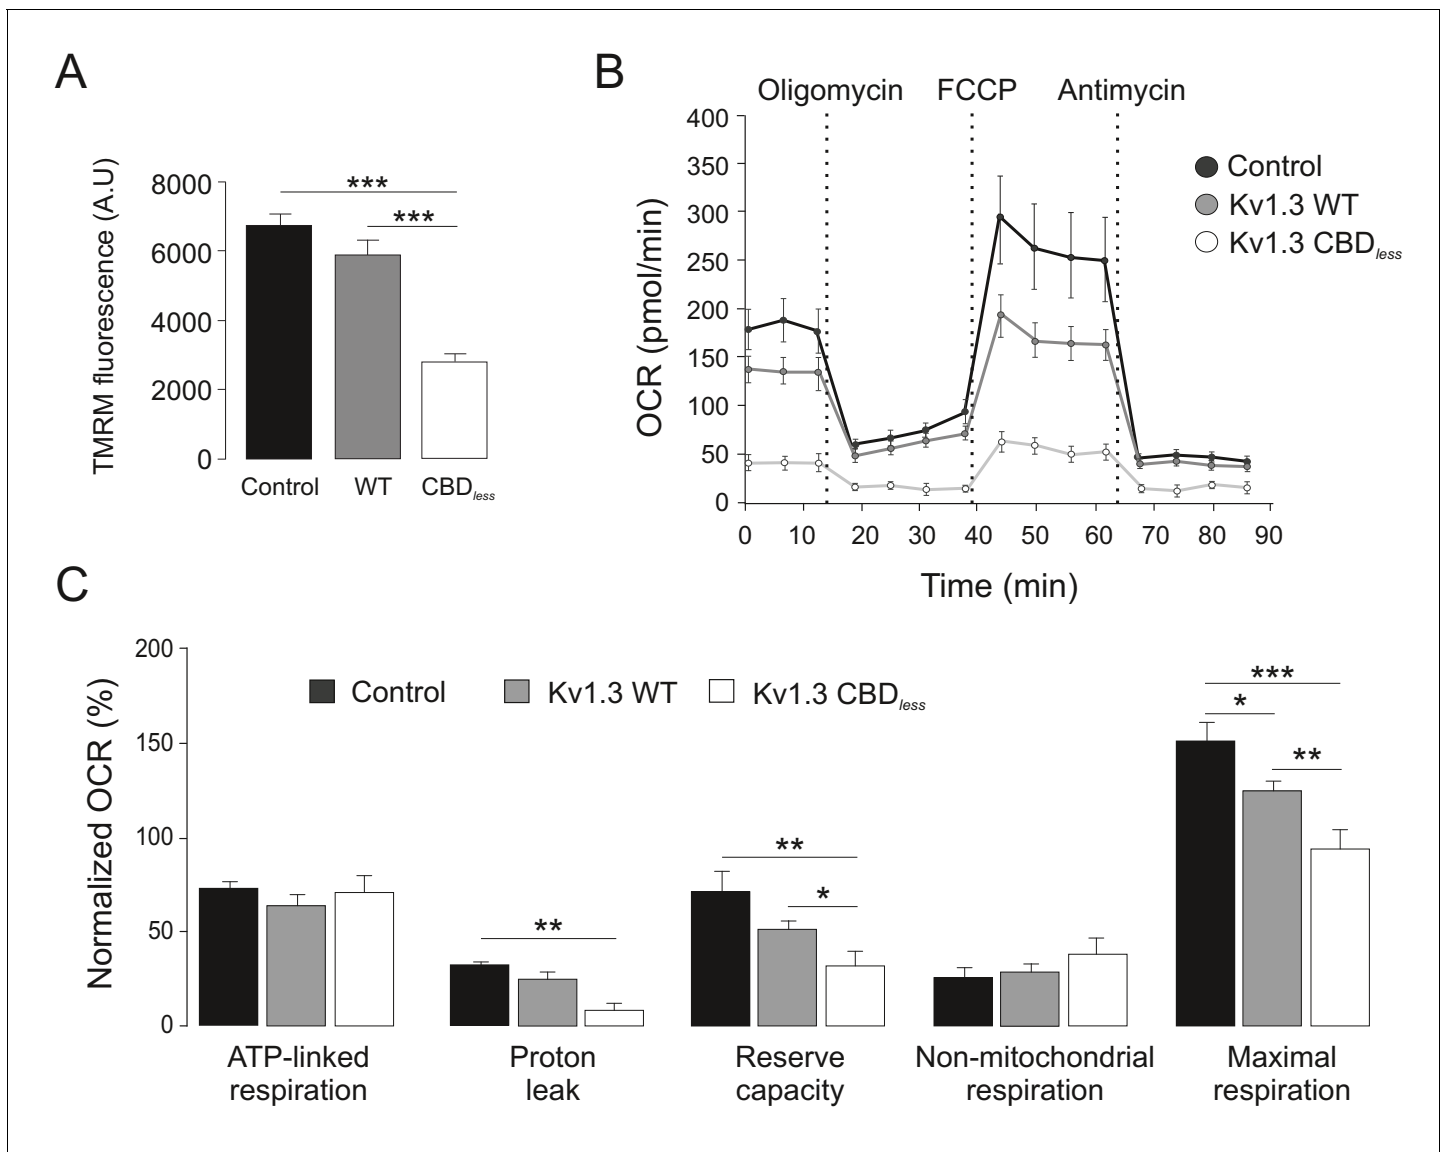 A
TMRM fluorescence (A.U)
8000
6000
4000
2000
0
***
***
Control
WT
CBDless
B
Oligomycin
FCCP
Antimycin
OCR (pmol/min)
400
350
300
250
200
150
100
50
0
Control
Kv1.3 WT
Kv1.3 CBDless
0 10 20 30 40 50 60 70 80 90
Time (min)
C
Normalized OCR (%)
200
150
100
50
0
Control
Kv1.3 WT
Kv1.3 CBDless
**
**
*
***
*
**
ATP-linked
respiration
Proton
leak
Reserve
capacity
Non-mitochondrial
respiration
Maximal
respiration